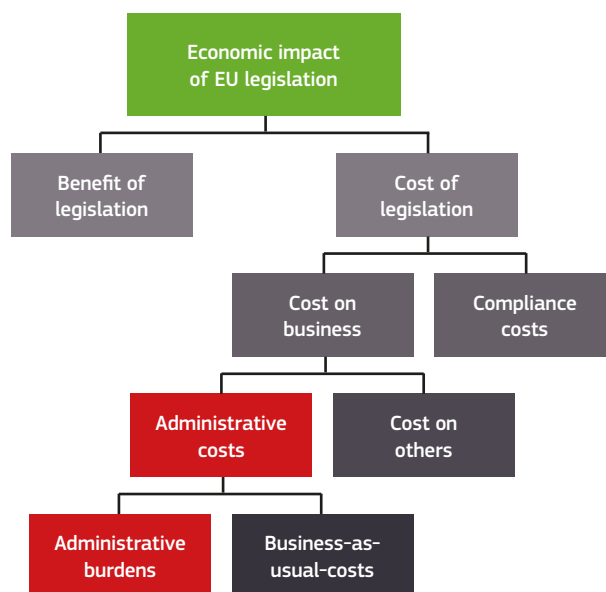 Economic impact
of EU legislation
Benefit of
legislation
Cost of
legislation
Cost on
business
Compliance
costs
Administrative
costs
Cost on
others
Administrative
burdens
Business-as-
usual-costs